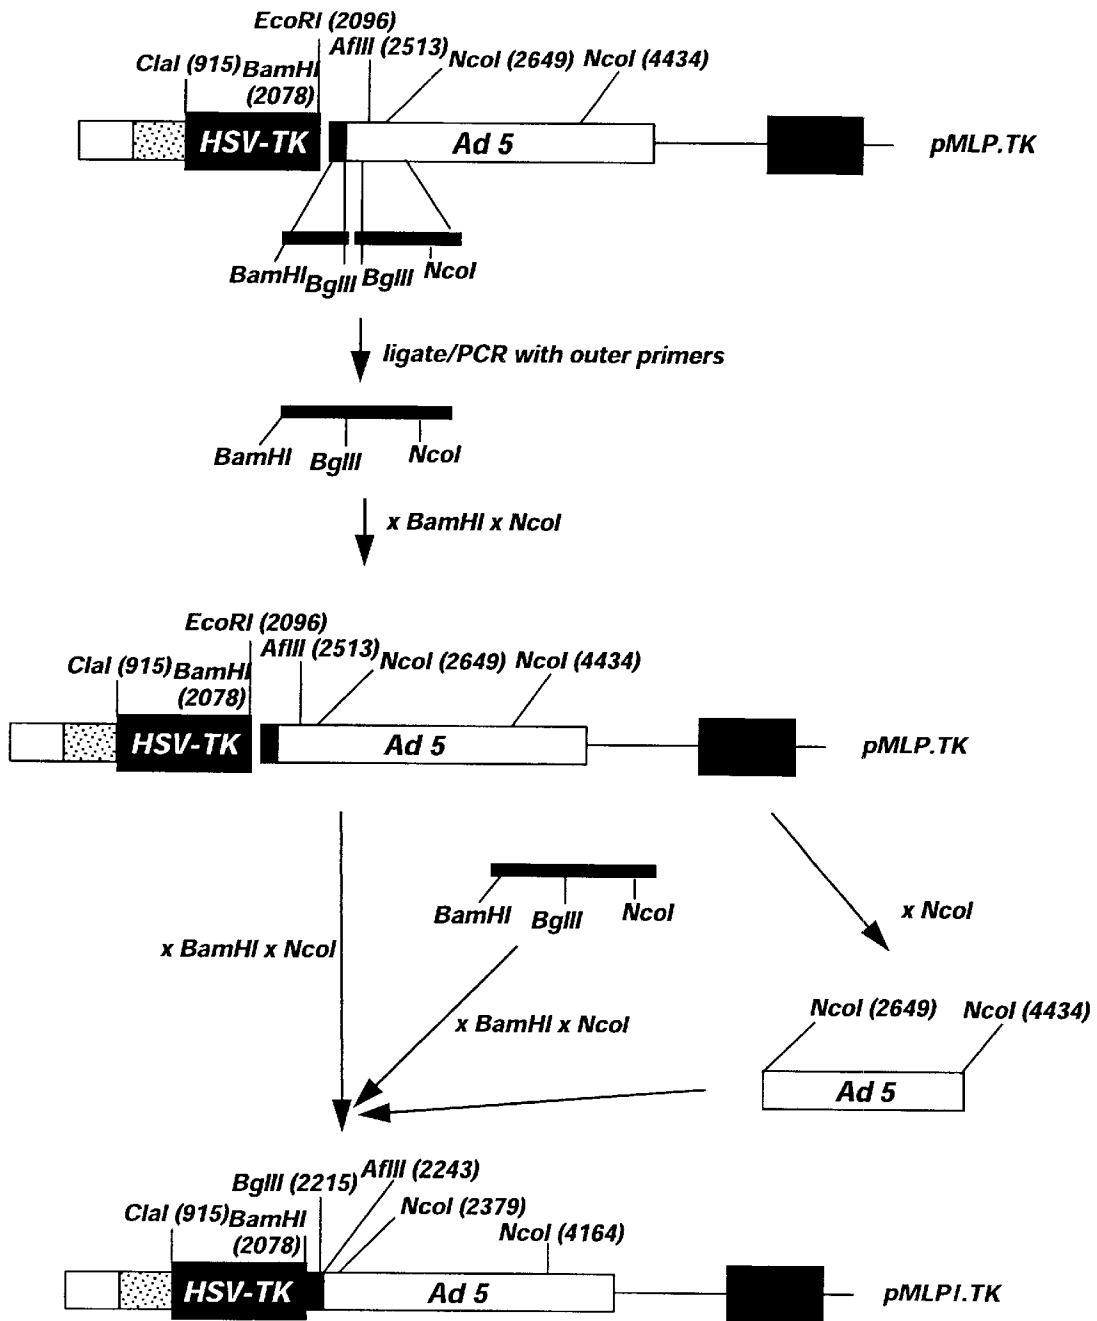 EcoRI (2096)
AflII (2513)
ClaI (915)
BamHI
(2078)
NcoI (2649)
NcoI (4434)
HSV-TK
Ad 5
pMLP.TK
BamHI
BglII
BglII
NcoI
ligate/PCR with outer primers
BamHI
BglII
NcoI
x BamHI x NcoI
EcoRI (2096)
AflII (2513)
ClaI (915)
BamHI
(2078)
NcoI (2649)
NcoI (4434)
HSV-TK
Ad 5
pMLP.TK
BamHI
BglII
NcoI
x NcoI
x BamHI x NcoI
x BamHI x NcoI
NcoI (2649)
NcoI (4434)
Ad 5
BglII (2215)
AflII (2243)
ClaI (915)
BamHI
(2078)
NcoI (2379)
NcoI (4164)
HSV-TK
Ad 5
pMLPI.TK